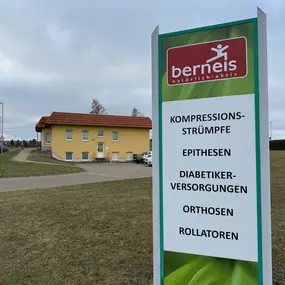 berneis
natürlich-aktiv
KOMPRESSIONS-
STRÜMPFE
EPITHESEN
DIABETIKER-
VERSORGUNGEN
ORTHOSEN
ROLLATOREN